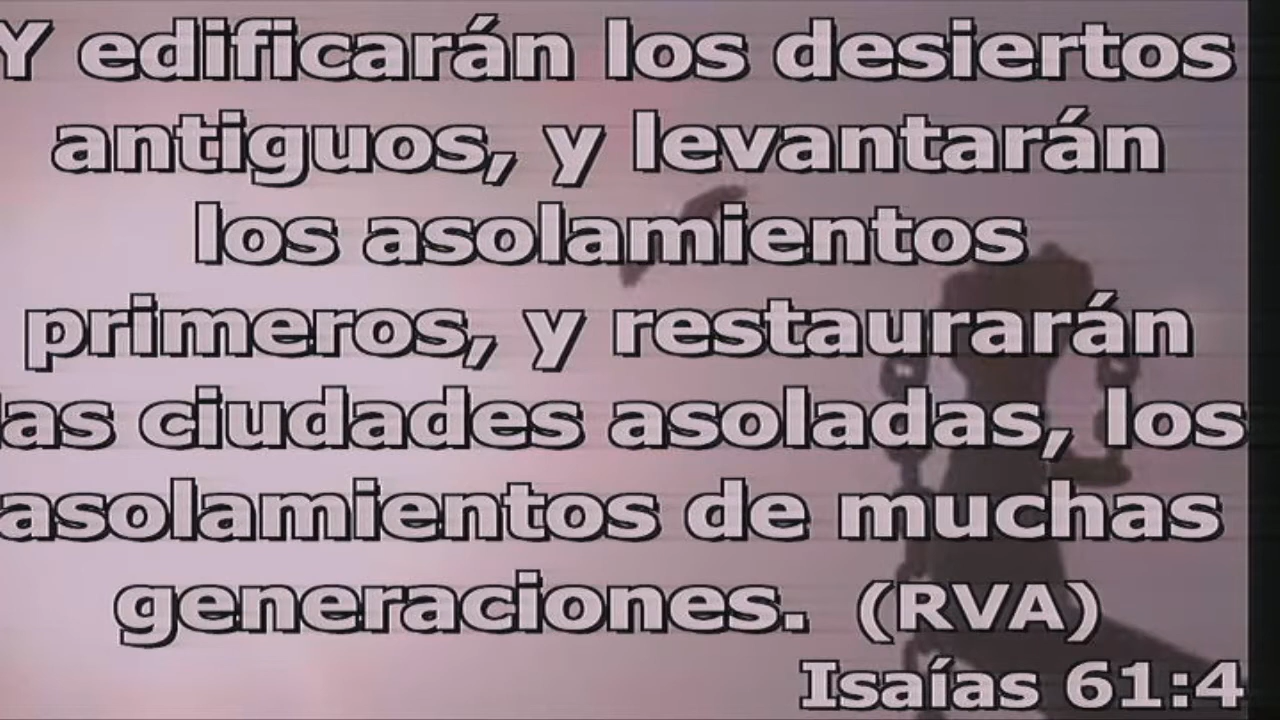 Y edificarán los desiertos
antiguos, y levantarán
los asolamientos
primeros, y restaurarán
las ciudades asoladas, los
asolamientos de muchas
generaciones. (RVA)
Isaías 61:4